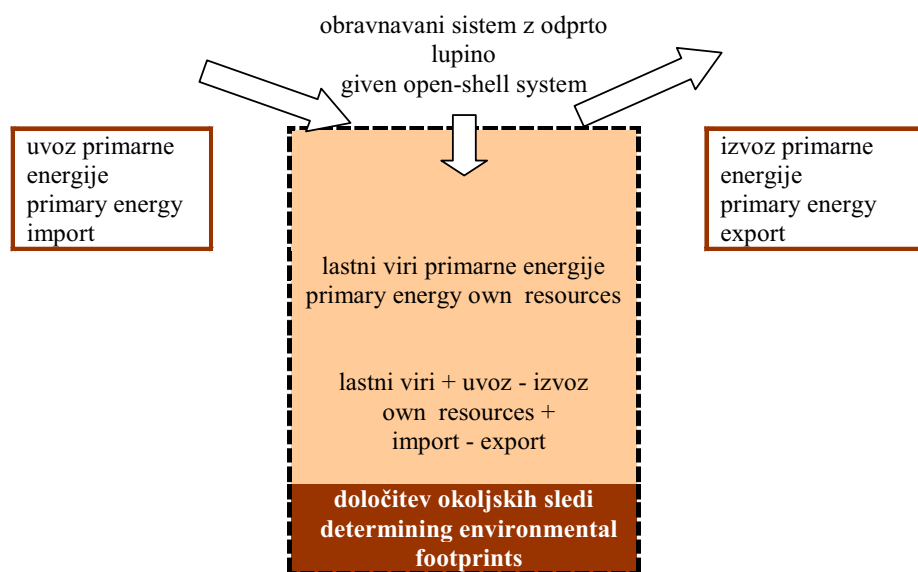 obravnavani sistem z odprto
lupino
given open-shell system
uvoz primarne
energije
primary energy
import
izvoz primarne
energije
primary energy
export
lastni viri primarne energije
primary energy own resources
lastni viri + uvoz - izvoz
own resources +
import - export
določitev okoljskih sledi
determining environmental
footprints